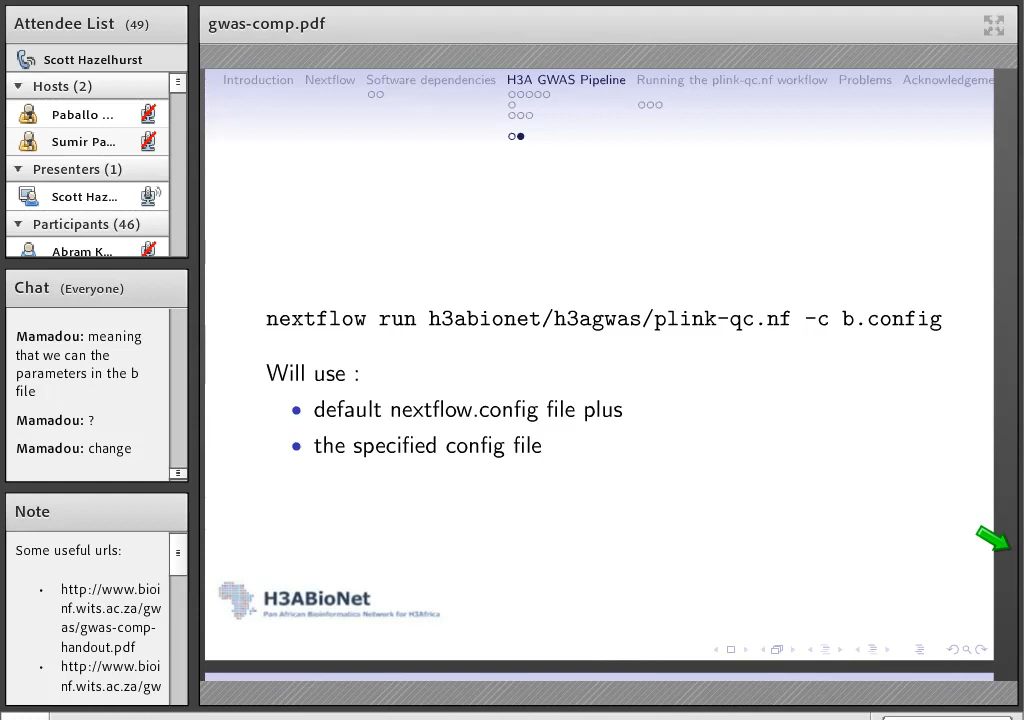 Attendee List (49)
Scott Hazelhurst
Hosts (2)
Paballo ...
Sumir Pa...
Presenters (1)
Scott Haz...
Participants (46)
Abram K...
Chat (Everyone)
Mamadou: meaning
that we can the
parameters in the b
file
Mamadou: ?
Mamadou: change
Note
Some useful urls:
http://www.bioi
nf.wits.ac.za/gw
as/gwas-comp-
handout.pdf
http://www.bioi
nf.wits.ac.za/gw
gwas-comp.pdf
Introduction Nextflow Software dependencies H3A GWAS Pipeline Running the plink-qc.nf workflow Problems Acknowledgeme
nextflow run h3abionet/h3agwas/plink-qc.nf -c b.config
Will use :
• default nextflow.config file plus
• the specified config file
H3ABioNet
Pan African Bioinformatics Network for H3Africa